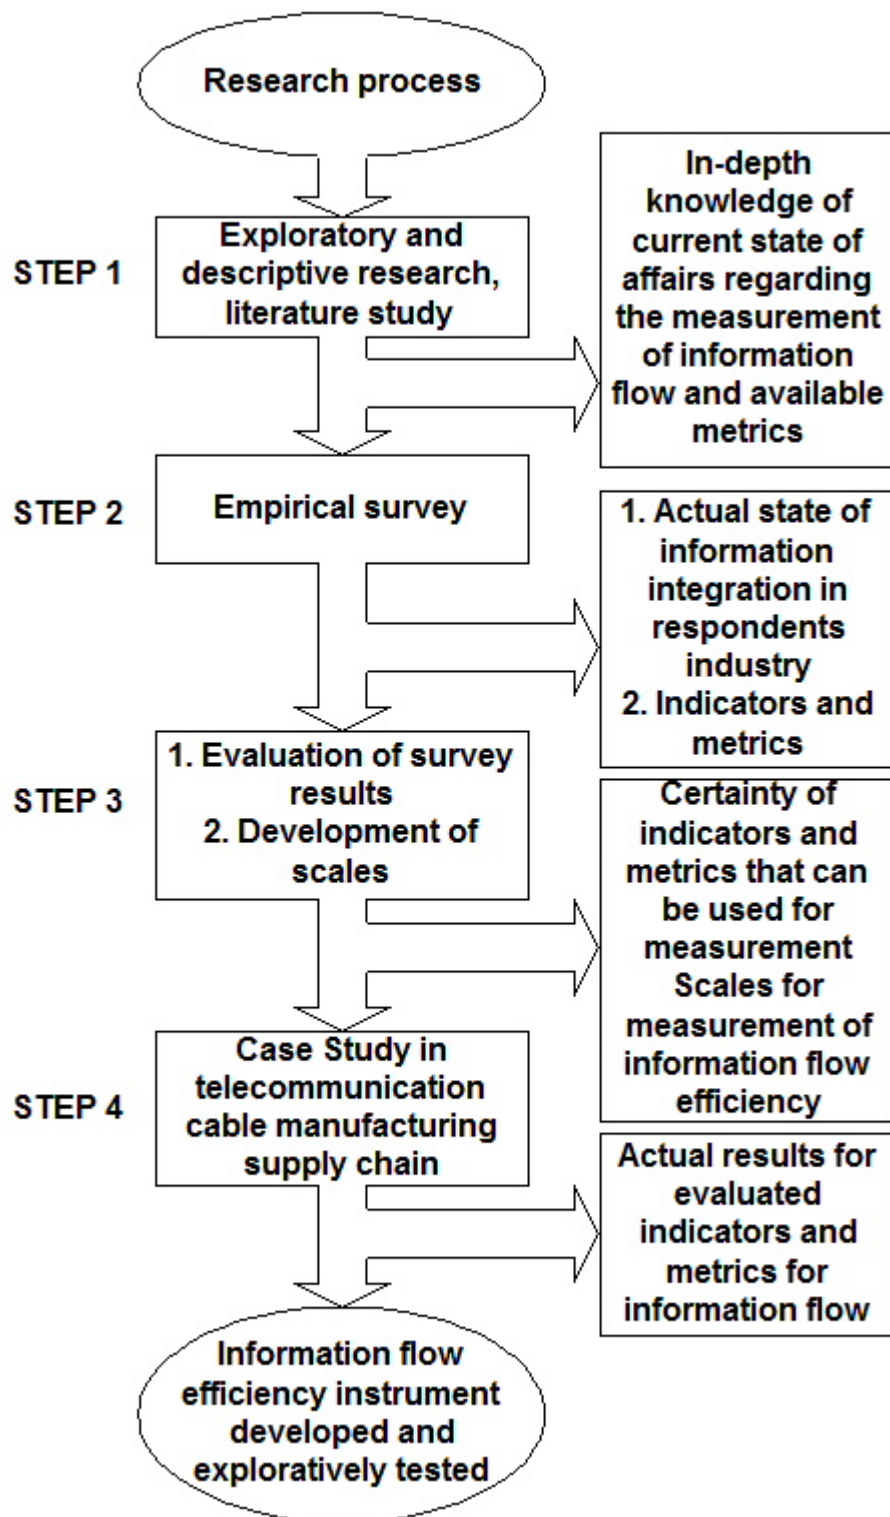 Research process
STEP 1
Exploratory and
descriptive research,
literature study
In-depth
knowledge of
current state of
affairs regarding
the measurement
of information
flow and available
metrics
STEP 2
Empirical survey
1. Actual state of
information
integration in
respondents
industry
2. Indicators and
metrics
STEP 3
1. Evaluation of survey
results
2. Development of
scales
Certainty of
indicators and
metrics that can
be used for
measurement
Scales for
measurement of
information flow
efficiency
STEP 4
Case Study in
telecommunication
cable manufacturing
supply chain
Actual results for
evaluated
indicators and
metrics for
information flow
Information flow
efficiency instrument
developed and
exploratively tested